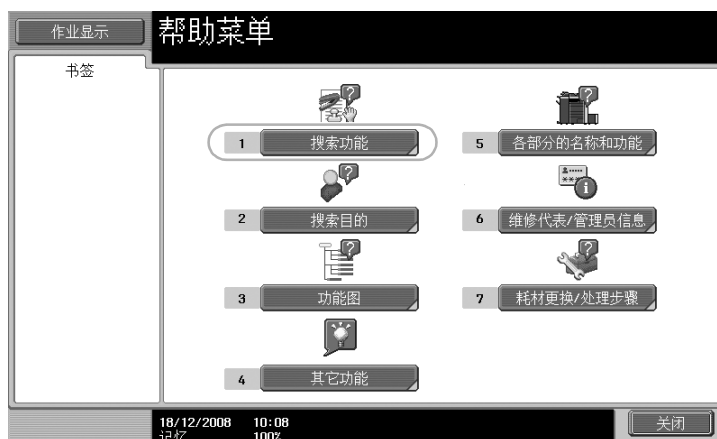 作业显示
帮助菜单
书签
1 搜索功能
2 搜索目的
3 功能图
4 其它功能
5 各部分的名称和功能
6 维修代表/管理员信息
7 耗材更换/处理步骤
18/12/2008 10:08
记忆 100%
关闭